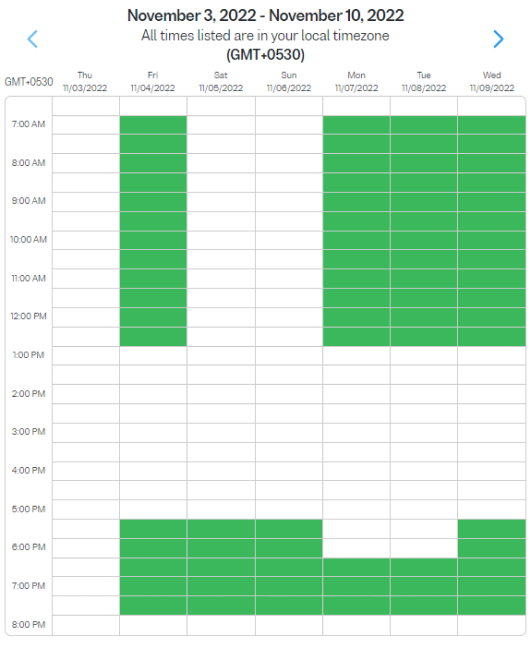 November 3, 2022 - November 10, 2022
All times listed are in your local timezone
(GMT+0530)
GMT+0530
Thu
11/03/2022
Fri
11/04/2022
Sat
11/05/2022
Sun
11/06/2022
Mon
11/07/2022
Tue
11/08/2022
Wed
11/09/2022
7:00 AM
8:00 AM
9:00 AM
10:00 AM
11:00 AM
12:00 PM
1:00 PM
2:00 PM
3:00 PM
4:00 PM
5:00 PM
6:00 PM
7:00 PM
8:00 PM